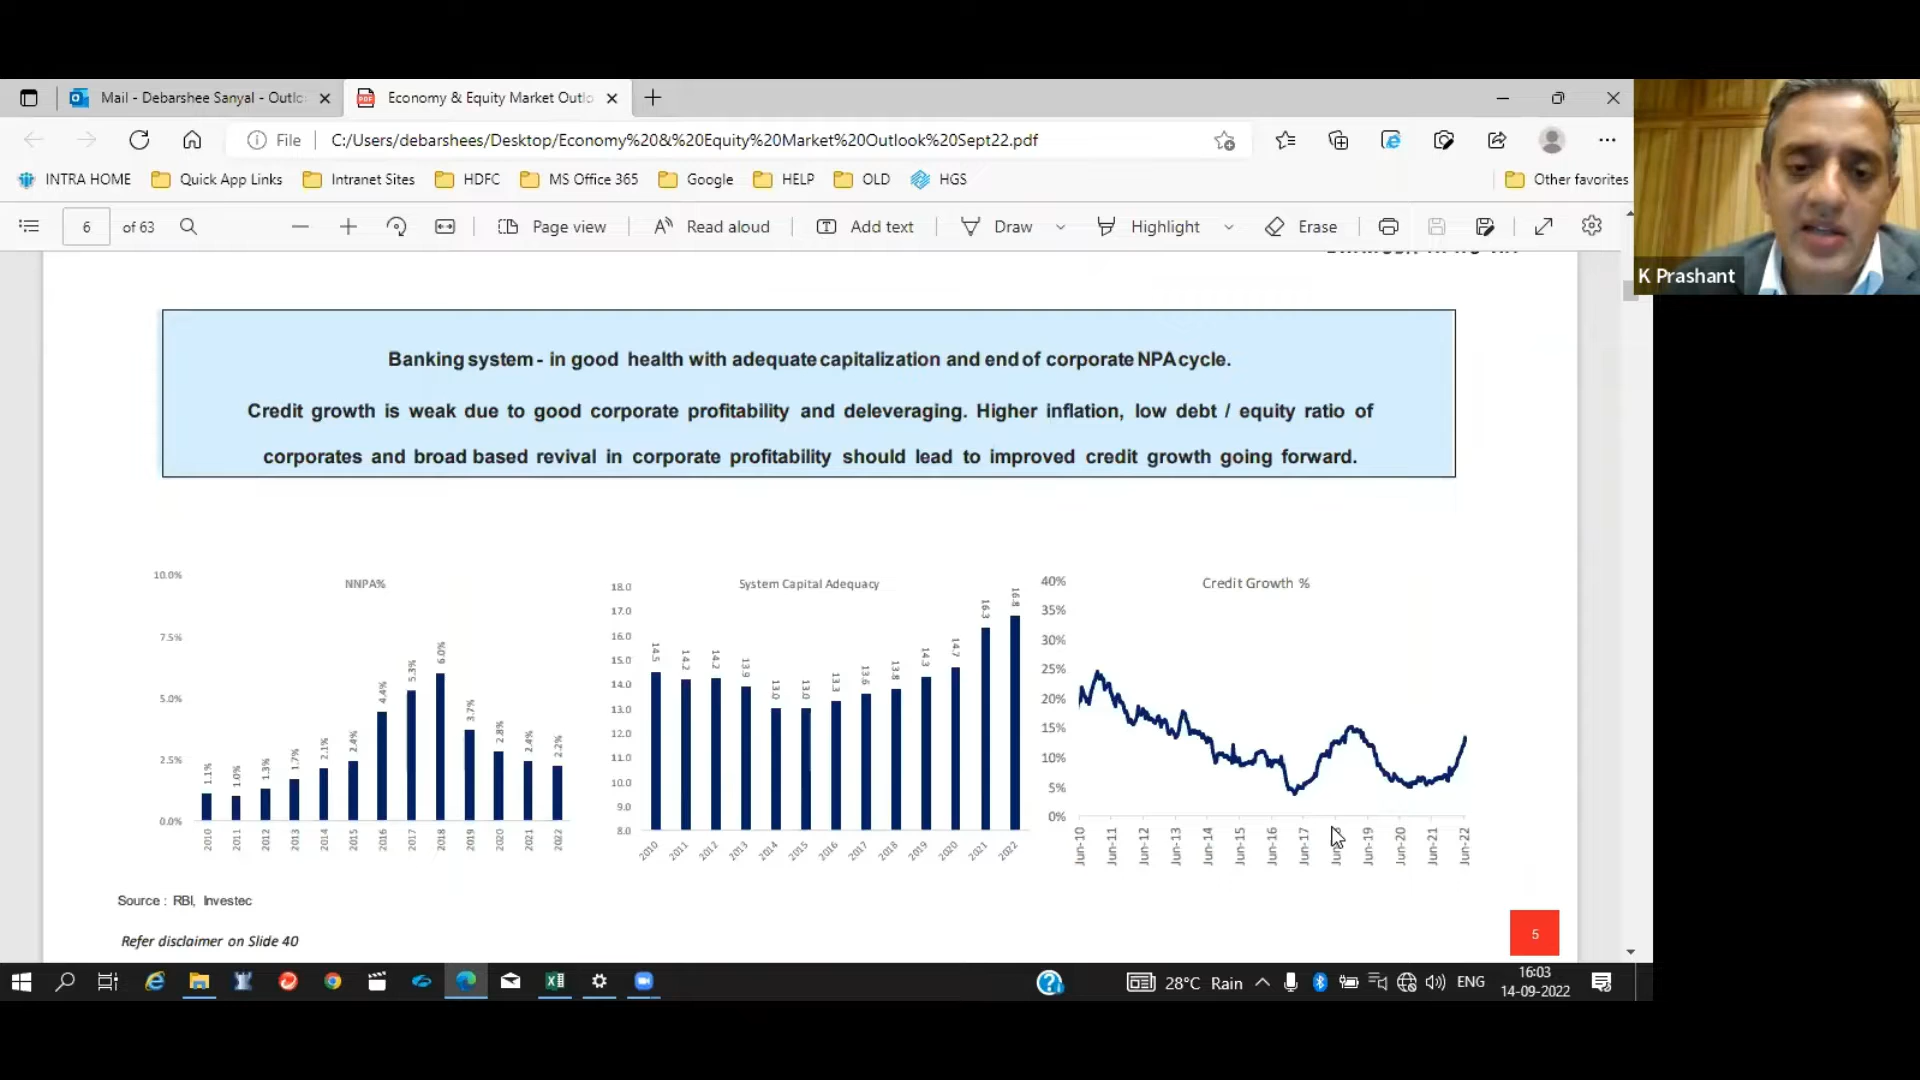 Mail - Debarshee Sanyal - Outlo
Economy & Equity Market Outlo
File
C:/Users/debarshees/Desktop/Economy%20&%20Equity%20Market%20Outlook%20Sept22.pdf
INTRA HOME
Quick App Links
Intranet Sites
HDFC
MS Office 365
Google
HELP
OLD
HGS
Other favorites
6 of 63
Page view
Read aloud
Add text
Draw
Highlight
Erase
K Prashant
Banking system - in good health with adequate capitalization and end of corporate NPA cycle.
Credit growth is weak due to good corporate profitability and deleveraging. Higher inflation, low debt / equity ratio of
corporates and broad based revival in corporate profitability should lead to improved credit growth going forward.
NNPA%
10.0%
7.5%
5.0%
2.5%
0.0%
1.1% 1.0% 1.3% 1.7% 2.1% 2.4% 4.4% 5.3% 6.0% 3.7% 2.8% 2.4% 2.2%
2010 2011 2012 2013 2014 2015 2016 2017 2018 2019 2020 2021 2022
System Capital Adequacy
18.0
17.0
16.0
15.0
14.0
13.0
12.0
11.0
10.0
9.0
8.0
14.5 14.2 14.2 13.9 13.0 13.0 13.3 13.6 13.8 14.3 14.7 16.3 16.8
2010 2011 2012 2013 2014 2015 2016 2017 2018 2019 2020 2021 2022
Credit Growth %
40%
35%
30%
25%
20%
15%
10%
5%
0%
Jun-10 Jun-11 Jun-12 Jun-13 Jun-14 Jun-15 Jun-16 Jun-17 Jun-19 Jun-20 Jun-21 Jun-22
Source : RBI, Investec
Refer disclaimer on Slide 40
5
28°C Rain
ENG
16:03
14-09-2022